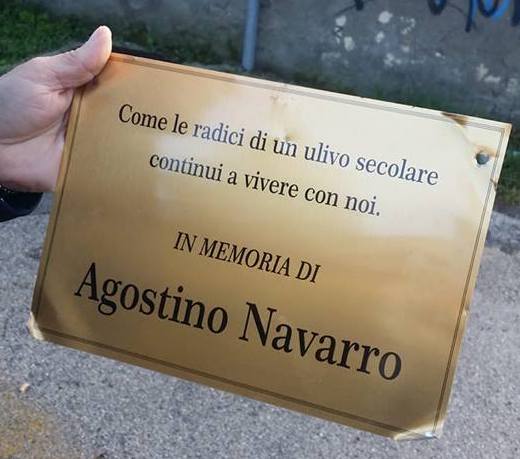 Come le radici di un ulivo secolare
continui a vivere con noi.
IN MEMORIA DI
Agostino Navarro